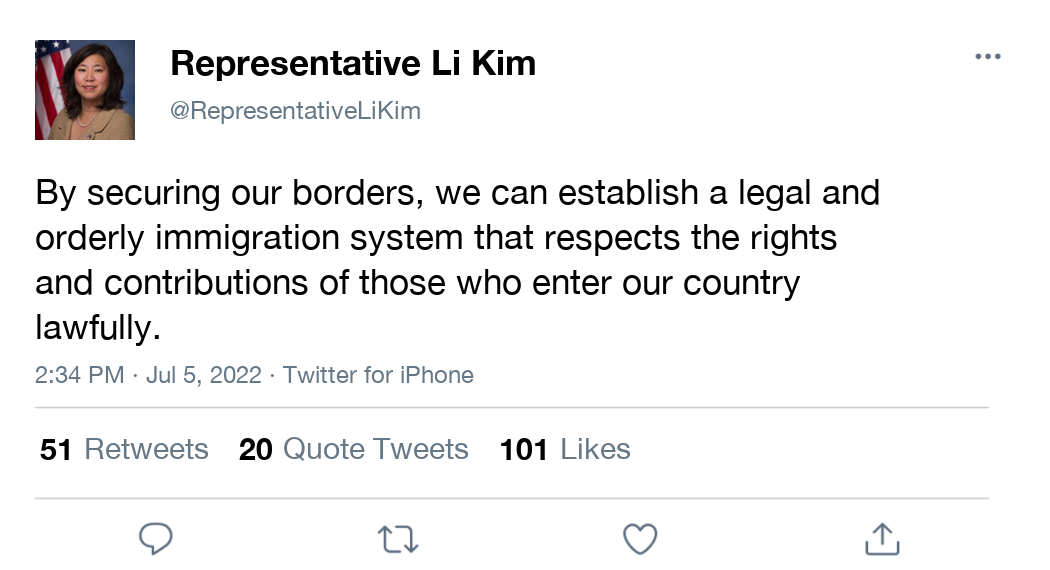 Representative Li Kim
@RepresentativeLiKim
By securing our borders, we can establish a legal and
orderly immigration system that respects the rights
and contributions of those who enter our country
lawfully.
2:34 PM · Jul 5, 2022 · Twitter for iPhone
51 Retweets 20 Quote Tweets 101 Likes